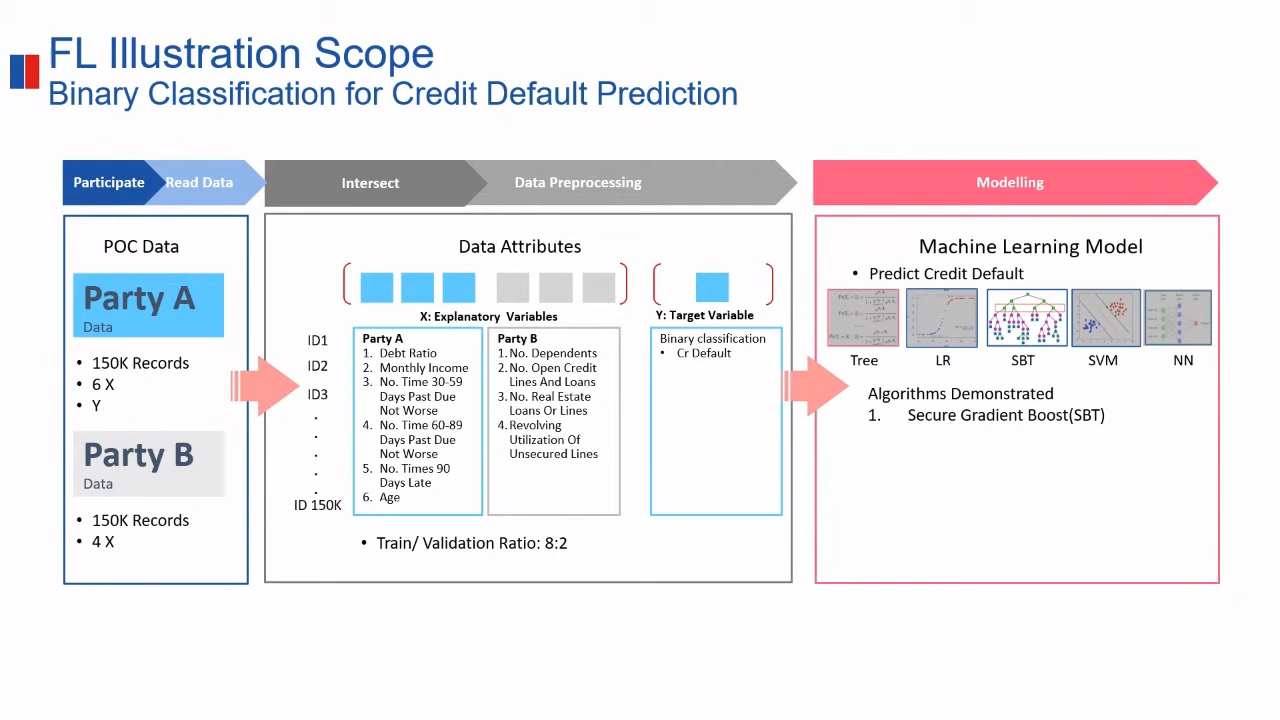 FL Illustration Scope
Binary Classification for Credit Default Prediction
Participate
Read Data
Intersect
Data Preprocessing
Modelling
POC Data
Party A
Data
• 150K Records
• 6 X
• Y
Party B
Data
• 150K Records
• 4 X
Data Attributes
X: Explanatory Variables
Y: Target Variable
ID1
ID2
ID3
.
.
.
.
.
ID 150K
Party A
1. Debt Ratio
2. Monthly Income
3. No. Time 30-59
Days Past Due
Not Worse
4. No. Time 60-89
Days Past Due
Not Worse
5. No. Times 90
Days Late
6. Age
Party B
1. No. Dependents
2. No. Open Credit
Lines And Loans
3. No. Real Estate
Loans Or Lines
4. Revolving
Utilization Of
Unsecured Lines
Binary classification
• Cr Default
• Train/ Validation Ratio: 8:2
Machine Learning Model
• Predict Credit Default
Tree
LR
SBT
SVM
NN
Algorithms Demonstrated
1. Secure Gradient Boost(SBT)